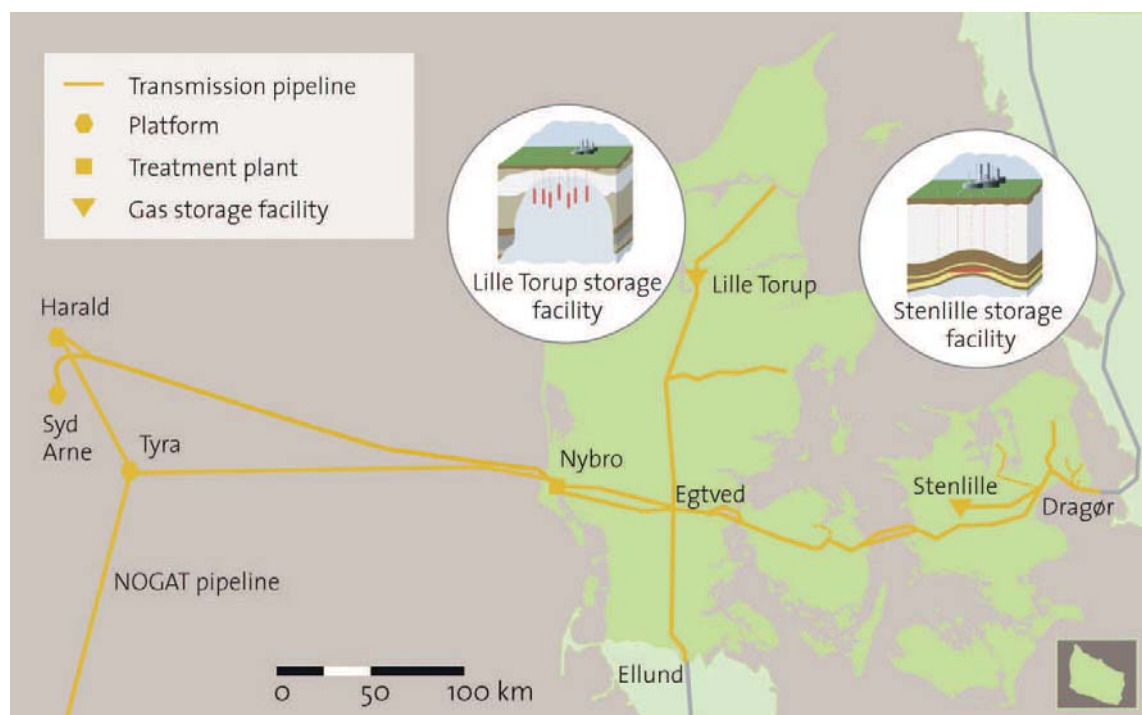 Transmission pipeline
Platform
Treatment plant
Gas storage facility
Lille Torup storage
facility
Lille Torup
Stenlille storage
facility
Harald
Syd
Arne
Tyra
Nybro
Egtved
Stenlille
Dragør
NOGAT pipeline
Ellund
0 50 100 km